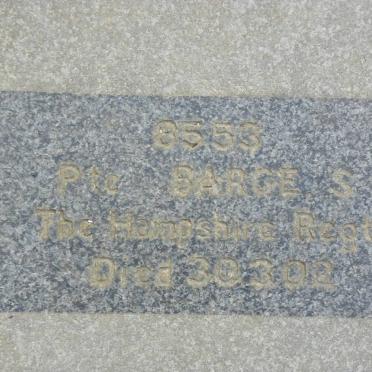 8553
Pte BARGE S
The Hampshire Regt
Died 30302